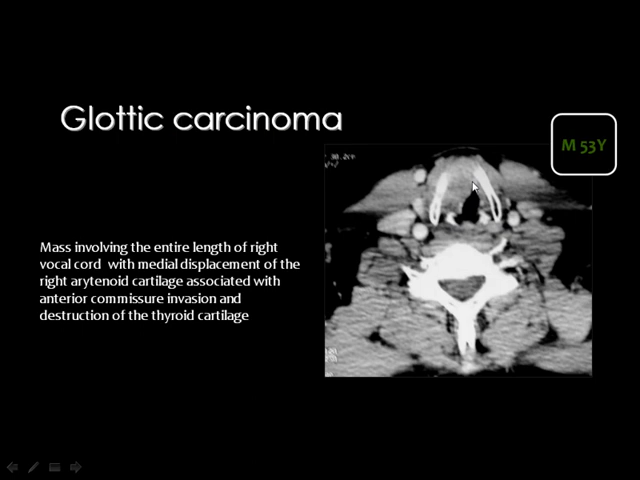 Glottic carcinoma
M 53Y
Mass involving the entire length of right
vocal cord with medial displacement of the
right arytenoid cartilage associated with
anterior commissure invasion and
destruction of the thyroid cartilage